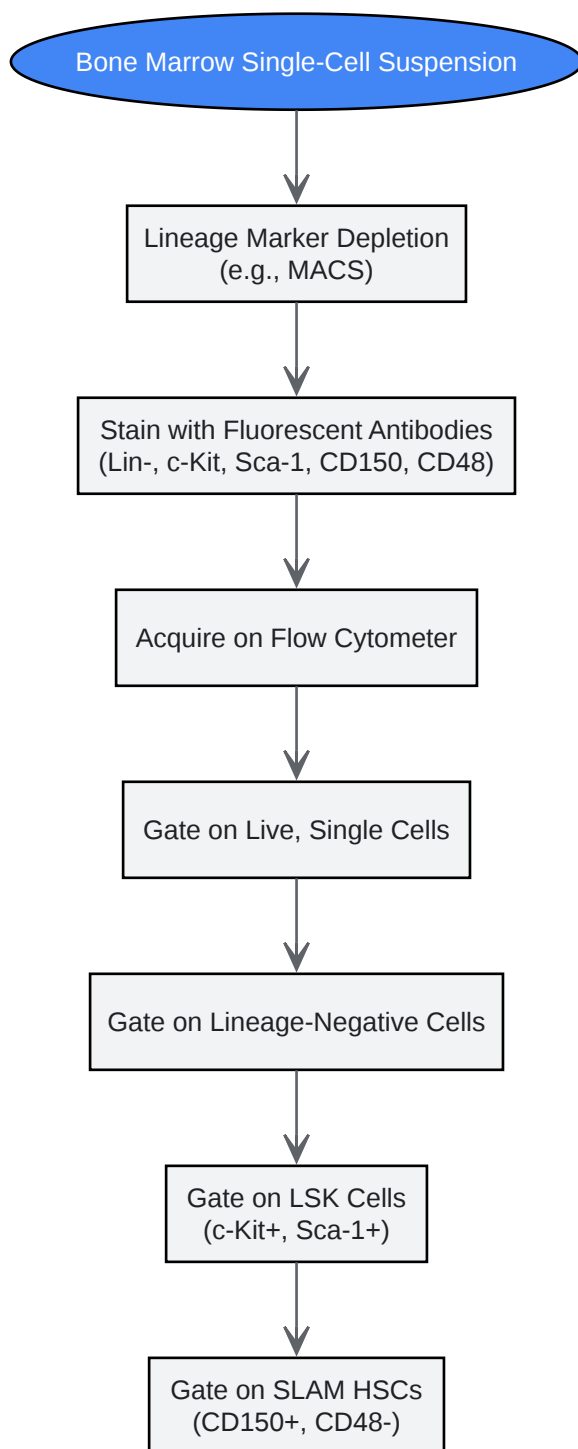 Bone Marrow Single-Cell Suspension
Lineage Marker Depletion
(e.g., MACS)
Stain with Fluorescent Antibodies
(Lin-, c-Kit, Sca-1, CD150, CD48)
Acquire on Flow Cytometer
Gate on Live, Single Cells
Gate on Lineage-Negative Cells
Gate on LSK Cells
(c-Kit+, Sca-1+)
Gate on SLAM HSCs
(CD150+, CD48-)